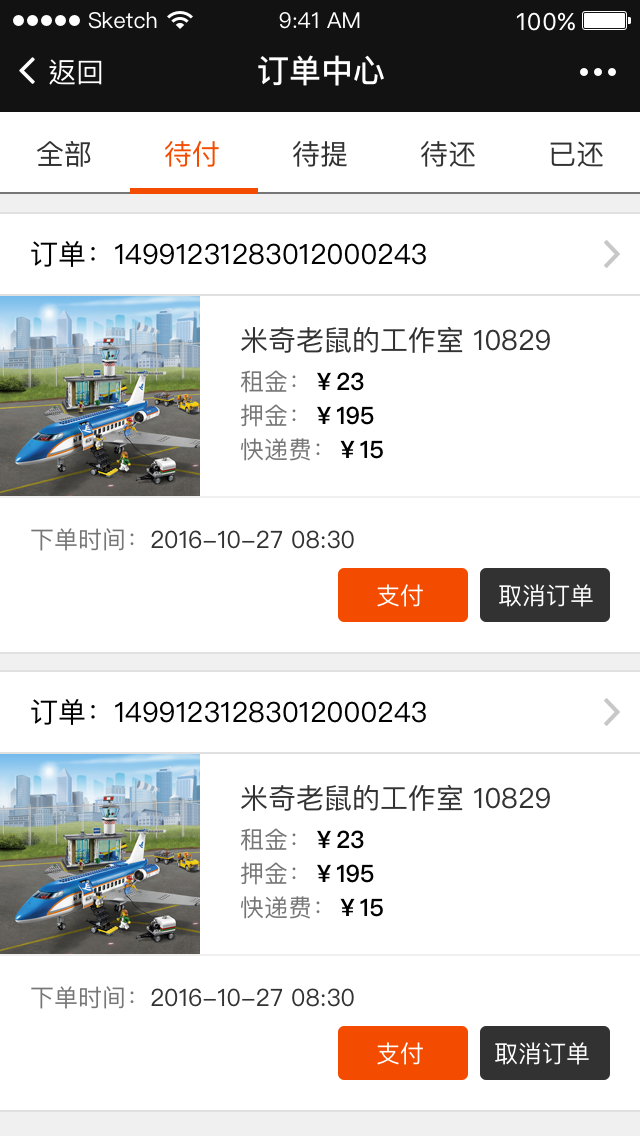 Sketch 9:41 AM 100%
返回 订单中心
全部 待付 待提 待还 已还
订单：14991231283012000243
米奇老鼠的工作室 10829
租金：￥23
押金：￥195
快递费：￥15
下单时间：2016-10-27 08:30
支付 取消订单
订单：14991231283012000243
米奇老鼠的工作室 10829
租金：￥23
押金：￥195
快递费：￥15
下单时间：2016-10-27 08:30
支付 取消订单